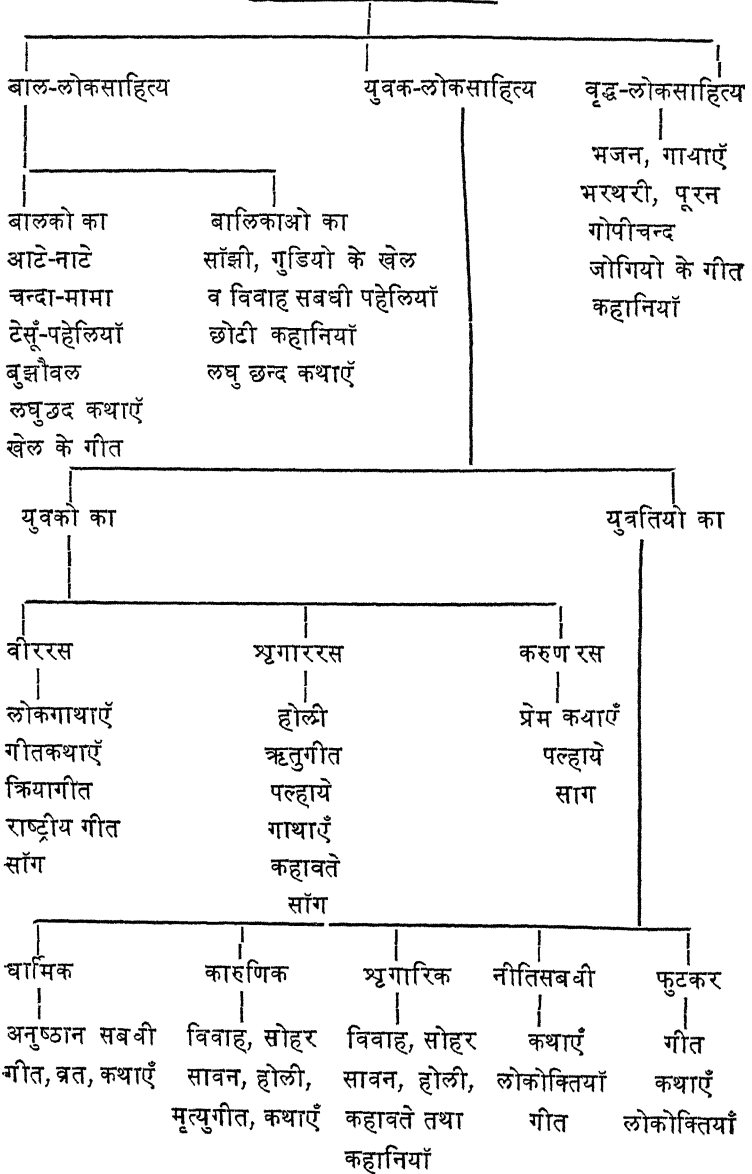 बाल-लोकसाहित्य युवक-लोकसाहित्य वृद्ध-लोकसाहित्य
भजन, गायाएँ
भरथरी, पूरन
गोपीचन्द
जोगियो के गीत
कहानियाँ
बालको का
आटे-नाटे
चन्दा-मामा
टेसूँ-पहेलियाँ
बुझौवल
लघुछद कथाएँ
खेल के गीत
बालिकाओ का
साँझी, गुडियो के खेल
व विवाह सबधी पहेलियाँ
छोटी कहानियाँ
लघु छन्द कथाएँ
युवको का युवतियो का
वीररस शृगाररस करुण रस
लोकगाथाएँ
गीतकथाएँ
क्रियागीत
राष्ट्रीय गीत
साँग
होली
ऋतुगीत
पल्हाये
गाथाएँ
कहावते
साँग
प्रेम कथाएँ
पल्हाये
साग
धार्मिक कारुणिक शृगारिक नीतिसबधी फुटकर
अनुष्ठान सबधी
गीत, व्रत, कथाएँ
विवाह, सोहर
सावन, होली,
मृत्युगीत, कथाएँ
विवाह, सोहर
सावन, होली,
कहावते तथा
कहानियाँ
कथाएँ
लोकोक्तियाँ
गीत
गीत
कथाएँ
लोकोक्तियाँ